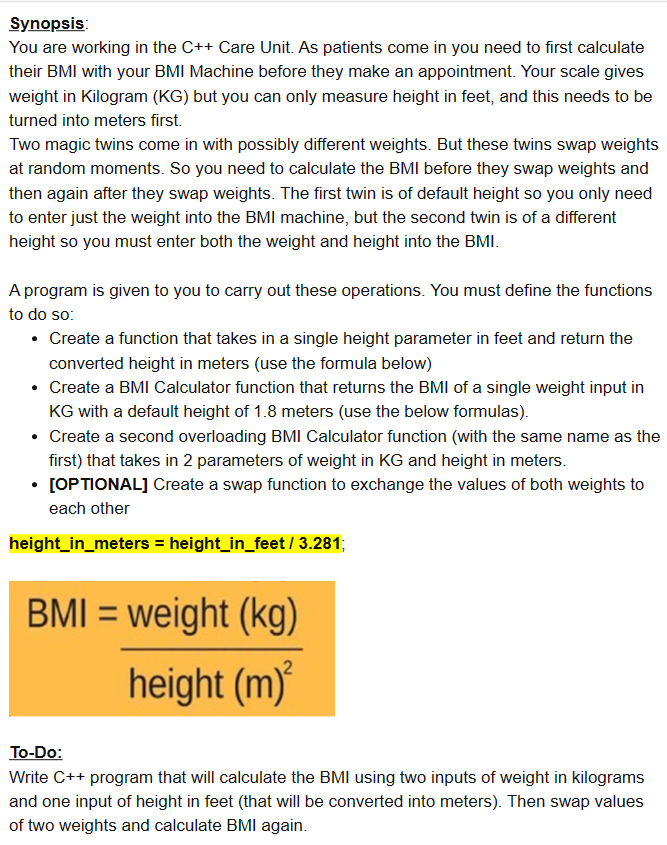 Synopsis:
You are working in the C++ Care Unit. As patients come in you need to first calculate
their BMI with your BMI Machine before they make an appointment. Your scale gives
weight in Kilogram (KG) but you can only measure height in feet, and this needs to be
turned into meters first.
Two magic twins come in with possibly different weights. But these twins swap weights
at random moments. So you need to calculate the BMI before they swap weights and
then again after they swap weights. The first twin is of default height so you only need
to enter just the weight into the BMI machine, but the second twin is of a different
height so you must enter both the weight and height into the BMI.
A program is given to you to carry out these operations. You must define the functions
to do so:
• Create a function that takes in a single height parameter in feet and return the
converted height in meters (use the formula below)
• Create a BMI Calculator function that returns the BMI of a single weight input in
KG with a default height of 1.8 meters (use the below formulas).
• Create a second overloading BMI Calculator function (with the same name as the
first) that takes in 2 parameters of weight in KG and height in meters.
• [OPTIONAL] Create a swap function to exchange the values of both weights to
each other
height_in_meters = height_in_feet / 3.281;
BMI = weight (kg)
height (m)²
To-Do:
Write C++ program that will calculate the BMI using two inputs of weight in kilograms
and one input of height in feet (that will be converted into meters). Then swap values
of two weights and calculate BMI again.